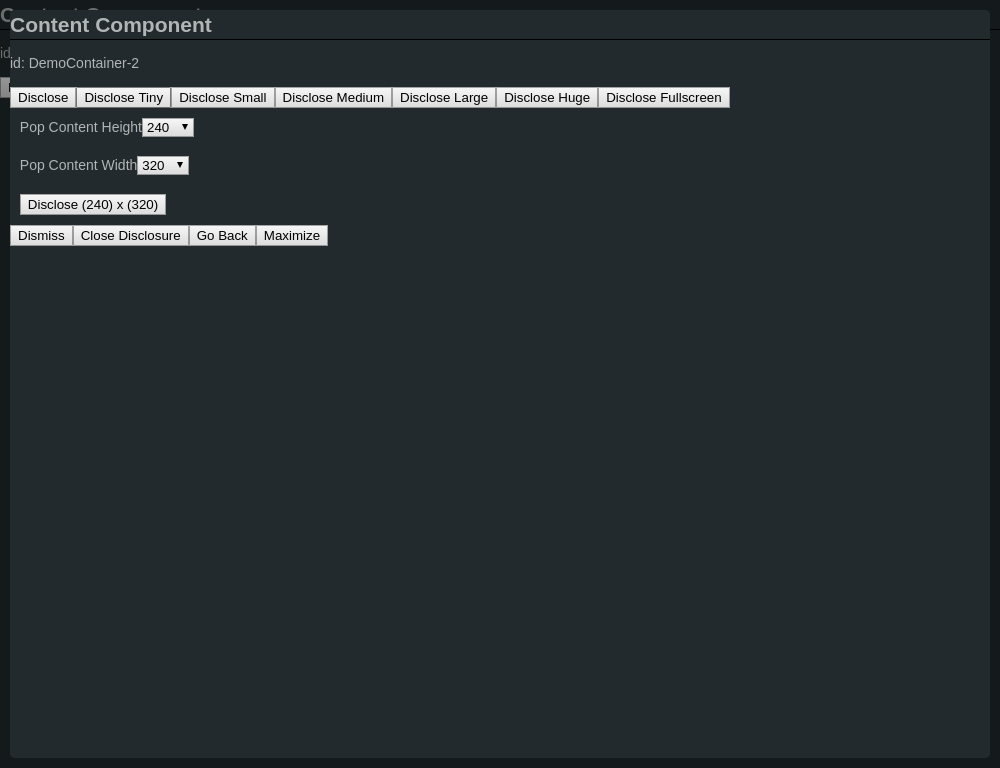 Content Component
id: DemoContainer-2
Disclose Disclose Tiny Disclose Small Disclose Medium Disclose Large Disclose Huge Disclose Fullscreen
Pop Content Height 240
Pop Content Width 320
Disclose (240) x (320)
Dismiss Close Disclosure Go Back Maximize